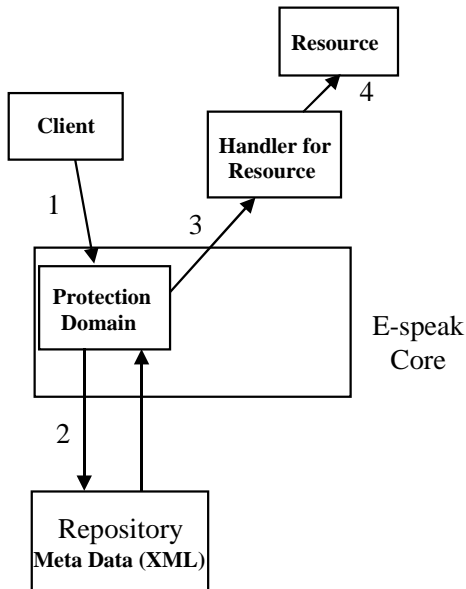 Resource
4
Client
Handler for
Resource
1
3
Protection
Domain
E-speak
Core
2
Repository
Meta Data (XML)